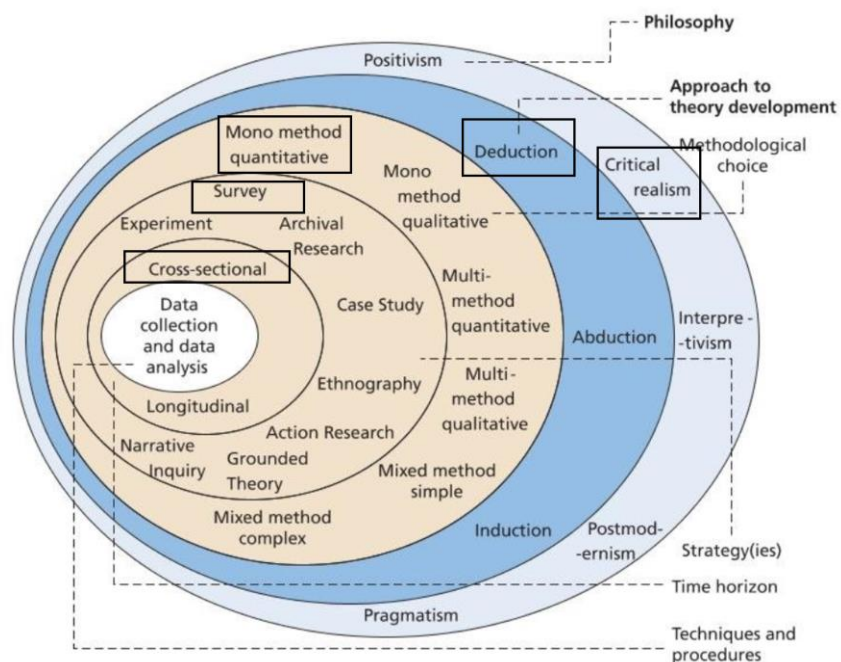 Philosophy
Positivism
Approach to
theory development
Mono method
quantitative
Deduction
Methodological
choice
Critical
realism
Mono
method
qualitative
Survey
Experiment
Archival
Research
Cross-sectional
Data
collection
and data
analysis
Case Study
Multi-
method
quantitative
Abduction
Interpre -
-tivism
Ethnography
Multi-
method
qualitative
Longitudinal
Action Research
Narrative
Inquiry
Grounded
Theory
Mixed method
simple
Mixed method
complex
Induction
Postmod-
-ernism
Strategy(ies)
Time horizon
Pragmatism
Techniques and
procedures